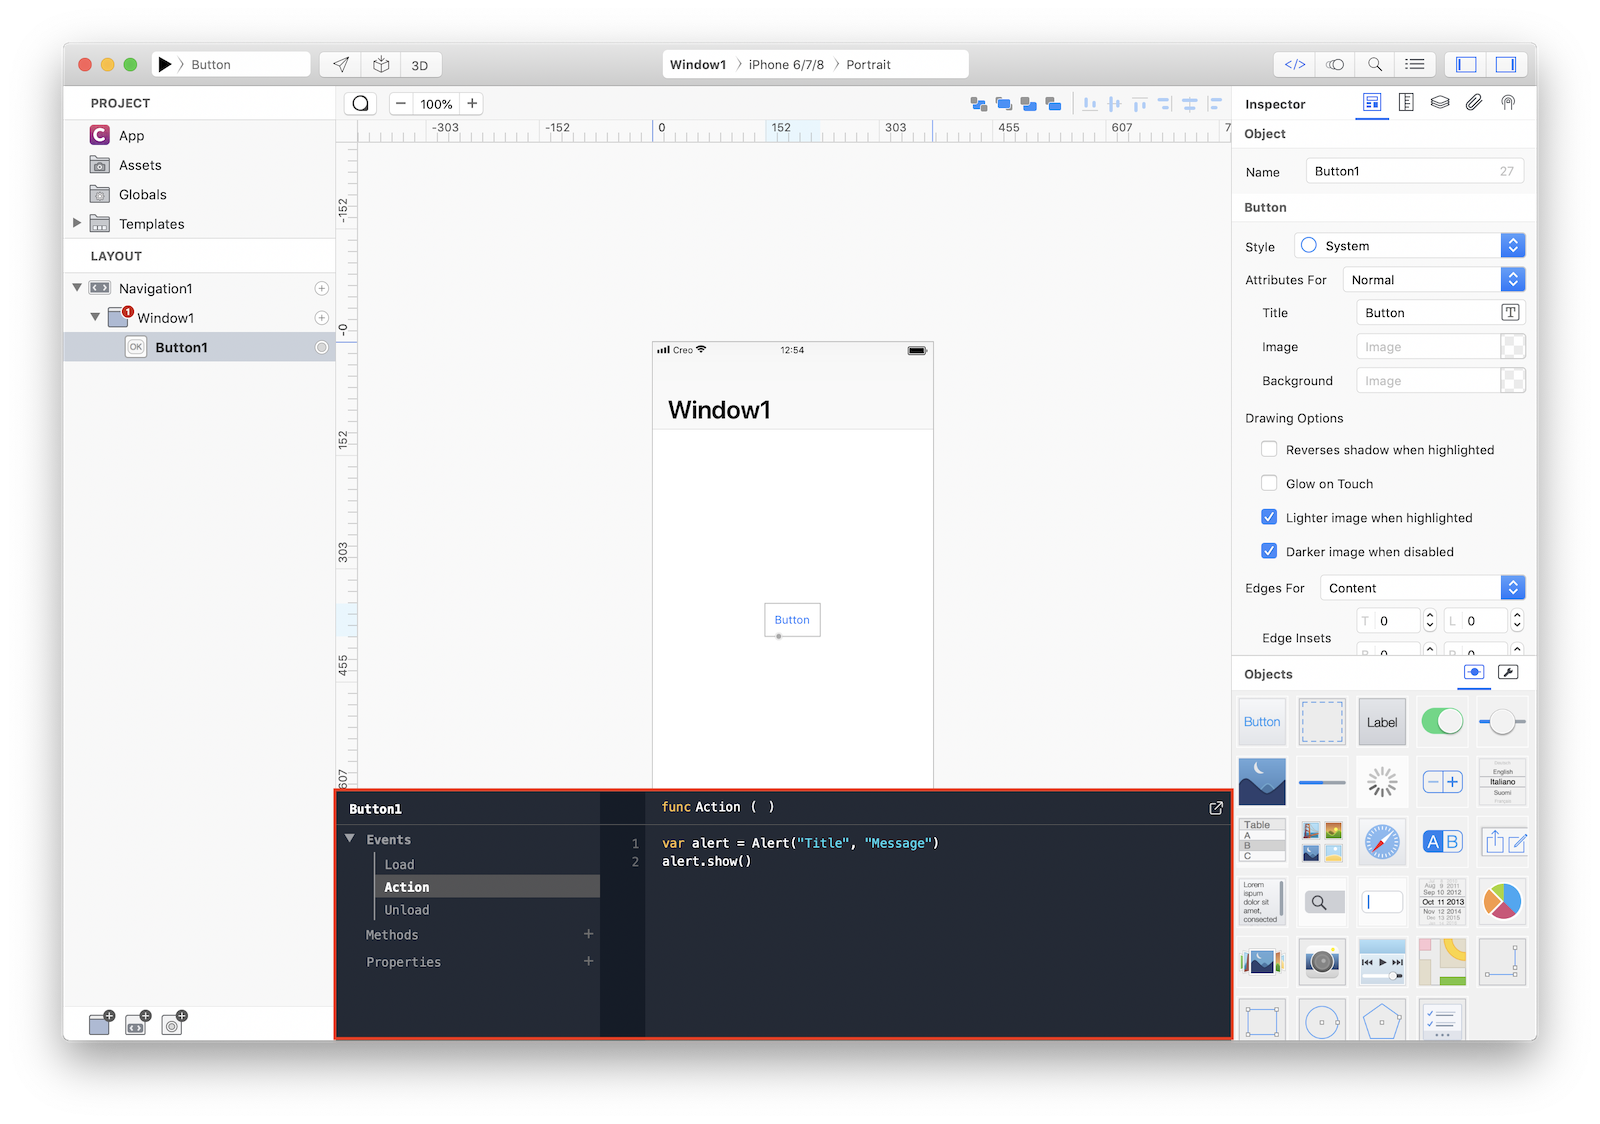 Button
3D
Window1 〉 iPhone 6/7/8 〉 Portrait
</>
PROJECT
App
Assets
Globals
Templates
LAYOUT
Navigation1
1
Window1
OK
Button1
100%
-303
-152
0
152
303
455
607
7
-152
-0
152
303
455
607
Creo
12:54
Window1
Button
Button1
Events
Load
Action
Unload
Methods
Properties
func Action ( )
1 var alert = Alert("Title", "Message")
2 alert.show()
Inspector
Object
Name Button1 27
Button
Style System
Attributes For Normal
Title Button T
Image Image
Background Image
Drawing Options
Reverses shadow when highlighted
Glow on Touch
Lighter image when highlighted
Darker image when disabled
Edges For Content
T 0 L 0
Edge Insets
Objects
Button
Label
English
Italiano
Suomi
Table
A
B
C
A B
Lorem
ipsum
dolor sit
amet,
consected
Aug 9 2011
Sep 10 2012
Oct 11 2013
Nov 12 2014
Dec 13 2015